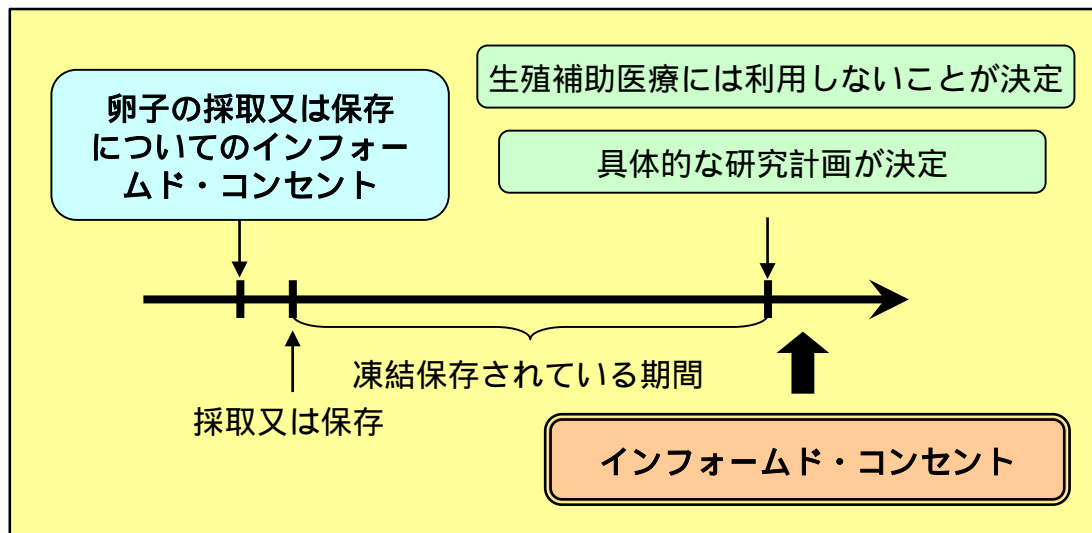 生殖補助医療には利用しないことが決定
卵子の採取又は保存
についてのインフォー
ムド・コンセント
具体的な研究計画が決定
凍結保存されている期間
採取又は保存
インフォームド・コンセント